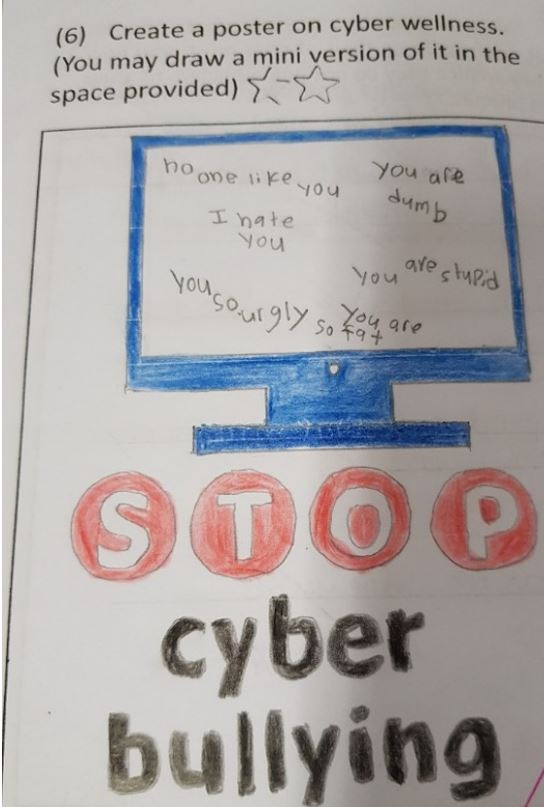 (6) Create a poster on cyber wellness.
(You may draw a mini version of it in the
space provided)
no one like you
You are
dumb
I hate
you
You are stupid
You so urgly
You are
so fat
STOP
cyber
bullying